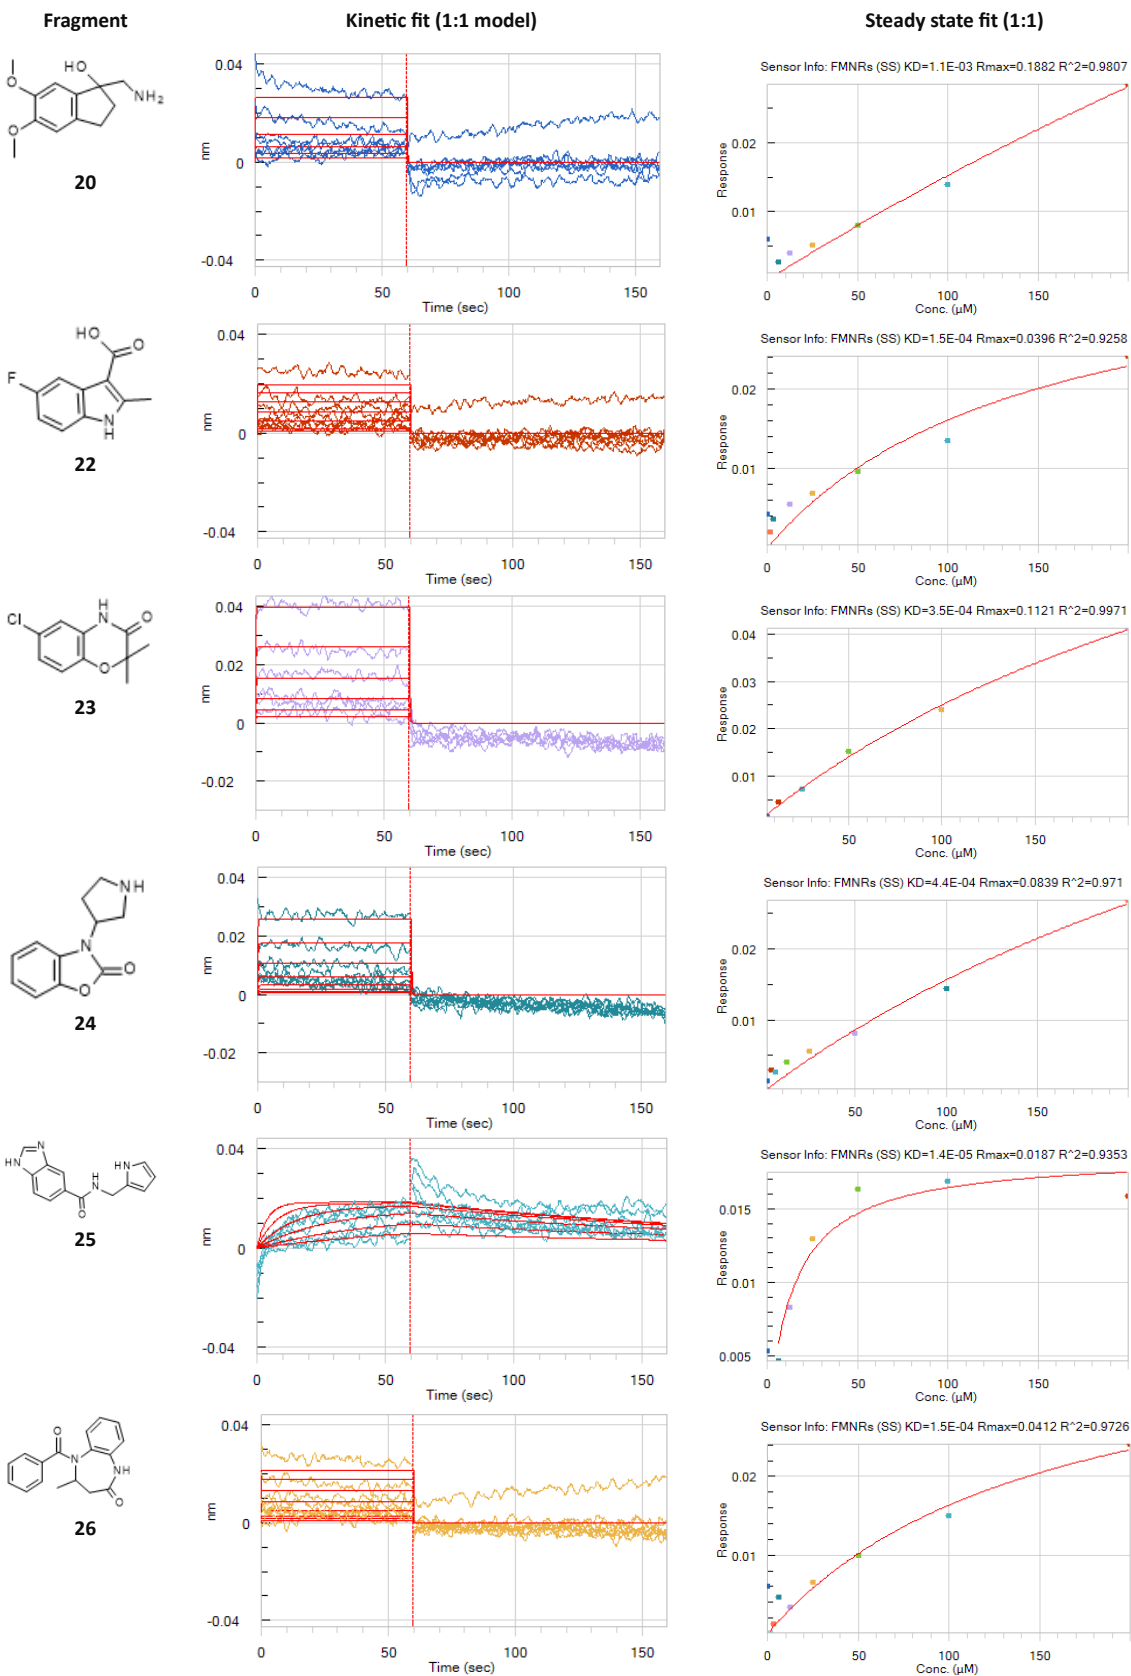 Fragment Kinetic fit (1:1 model) Steady state fit (1:1)
HO
O
NH₂
O
20
0.04
0
-0.04
nm
0 50 100 150
Time (sec)
Sensor Info: FMNRs (SS) KD=1.1E-03 Rmax=0.1882 R^2=0.9807
0.02
0.01
Response
0 50 100 150
Conc. (µM)
HO
O
F
N
H
22
0.04
0
-0.04
nm
0 50 100 150
Time (sec)
Sensor Info: FMNRs (SS) KD=1.5E-04 Rmax=0.0396 R^2=0.9258
0.02
0.01
Response
0 50 100 150
Conc. (µM)
H
N
Cl
O
O
23
0.04
0.02
0
-0.02
nm
0 50 100 150
Time (sec)
Sensor Info: FMNRs (SS) KD=3.5E-04 Rmax=0.1121 R^2=0.9971
0.04
0.03
0.02
0.01
Response
50 100 150
Conc. (µM)
NH
N
O
O
24
0.04
0.02
0
-0.02
nm
0 50 100 150
Time (sec)
Sensor Info: FMNRs (SS) KD=4.4E-04 Rmax=0.0839 R^2=0.971
0.02
0.01
Response
50 100 150
Conc. (µM)
N
HN
H
N
HN
O
25
0.04
0
-0.04
nm
0 50 100 150
Time (sec)
Sensor Info: FMNRs (SS) KD=1.4E-05 Rmax=0.0187 R^2=0.9353
0.015
0.01
0.005
Response
0 50 100 150
Conc. (µM)
O
N
NH
O
26
0.04
0
-0.04
nm
0 50 100 150
Time (sec)
Sensor Info: FMNRs (SS) KD=1.5E-04 Rmax=0.0412 R^2=0.9726
0.02
0.01
Response
0 50 100 150
Conc. (µM)